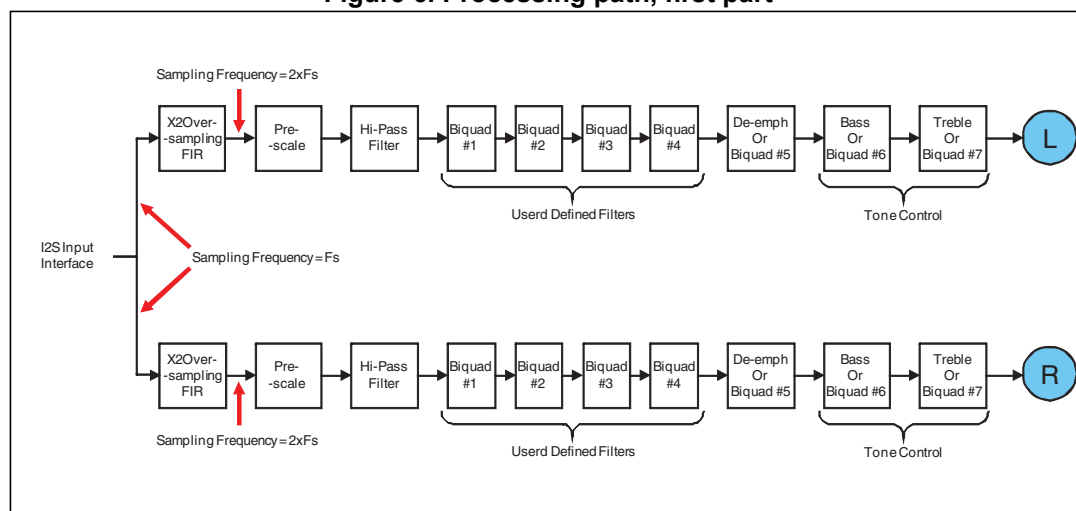 Sampling Frequency = 2xFs
X2Over-
-sampling
FIR
Pre-
-scale
Hi-Pass
Filter
Biquad
#1
Biquad
#2
Biquad
#3
Biquad
#4
De-emph
Or
Biquad #5
Bass
Or
Biquad #6
Treble
Or
Biquad #7
L
Userd Defined Filters
Tone Control
I2S Input
Interface
Sampling Frequency = Fs
X2Over-
-sampling
FIR
Pre-
-scale
Hi-Pass
Filter
Biquad
#1
Biquad
#2
Biquad
#3
Biquad
#4
De-emph
Or
Biquad #5
Bass
Or
Biquad #6
Treble
Or
Biquad #7
R
Sampling Frequency = 2xFs
Userd Defined Filters
Tone Control